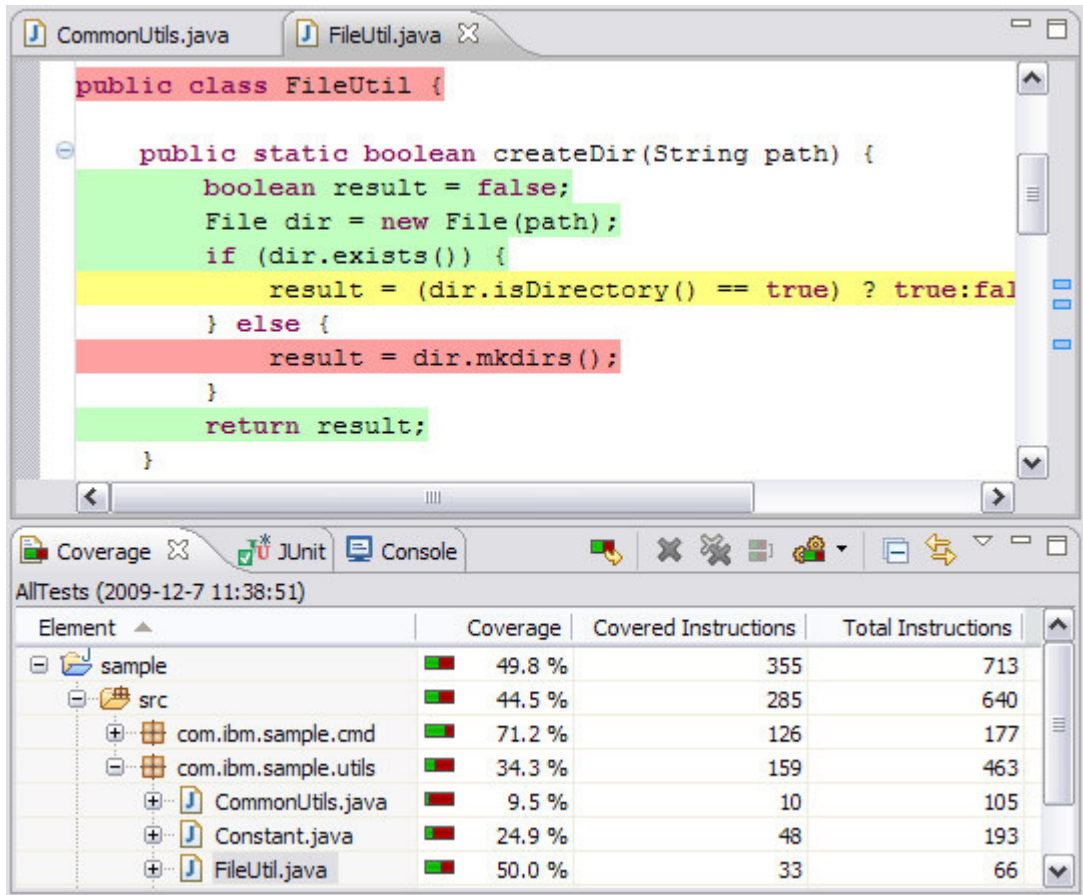 CommonUtils.java FileUtil.java
public class FileUtil {
public static boolean createDir(String path) {
boolean result = false;
File dir = new File(path);
if (dir.exists()) {
result = (dir.isDirectory() == true) ? true:fal
} else {
result = dir.mkdirs();
}
return result;
}
Coverage JUnit Console
AllTests (2009-12-7 11:38:51)
Element Coverage Covered Instructions Total Instructions
sample 49.8 % 355 713
src 44.5 % 285 640
com.ibm.sample.cmd 71.2 % 126 177
com.ibm.sample.utils 34.3 % 159 463
CommonUtils.java 9.5 % 10 105
Constant.java 24.9 % 48 193
FileUtil.java 50.0 % 33 66